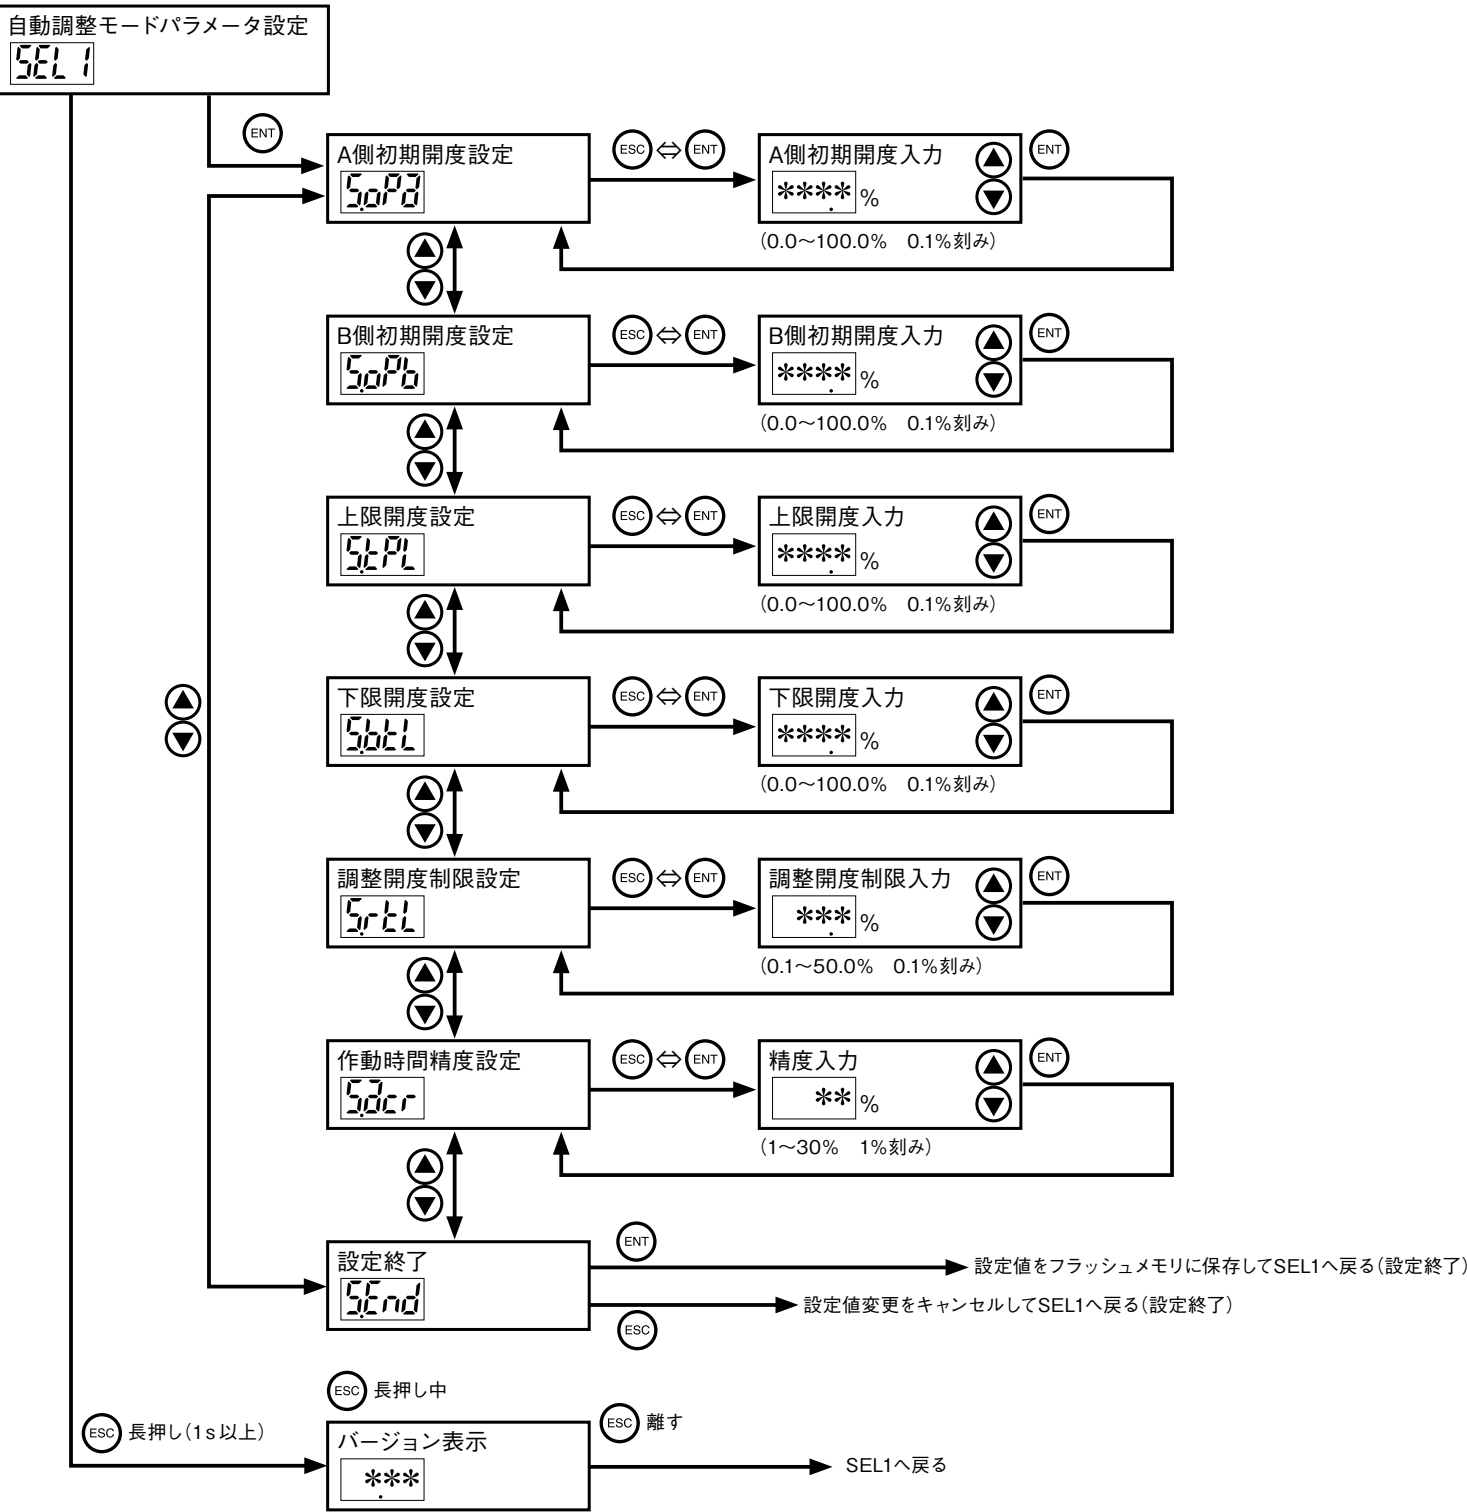 自動調整モードパラメータ設定
SEL 1
ENT
A側初期開度設定
S.oPa
ESC ⇔ ENT
A側初期開度入力
****.
%
ENT
(0.0～100.0%　0.1%刻み)
B側初期開度設定
S.oPb
ESC ⇔ ENT
B側初期開度入力
***.*
%
ENT
(0.0～100.0%　0.1%刻み)
上限開度設定
S.tPL
ESC ⇔ ENT
上限開度入力
***.*
%
ENT
(0.0～100.0%　0.1%刻み)
下限開度設定
S.btL
ESC ⇔ ENT
下限開度入力
***.*
%
ENT
(0.0～100.0%　0.1%刻み)
調整開度制限設定
S.rtL
ESC ⇔ ENT
調整開度制限入力
**.*
%
ENT
(0.1～50.0%　0.1%刻み)
作動時間精度設定
S.acr
ESC ⇔ ENT
精度入力
**
%
ENT
(1～30%　1%刻み)
設定終了
S.End
ENT
設定値をフラッシュメモリに保存してSEL1へ戻る(設定終了)
設定値変更をキャンセルしてSEL1へ戻る(設定終了)
ESC
ESC 長押し中
ESC 長押し(1s以上)
バージョン表示
*.**
ESC 離す
SEL1へ戻る